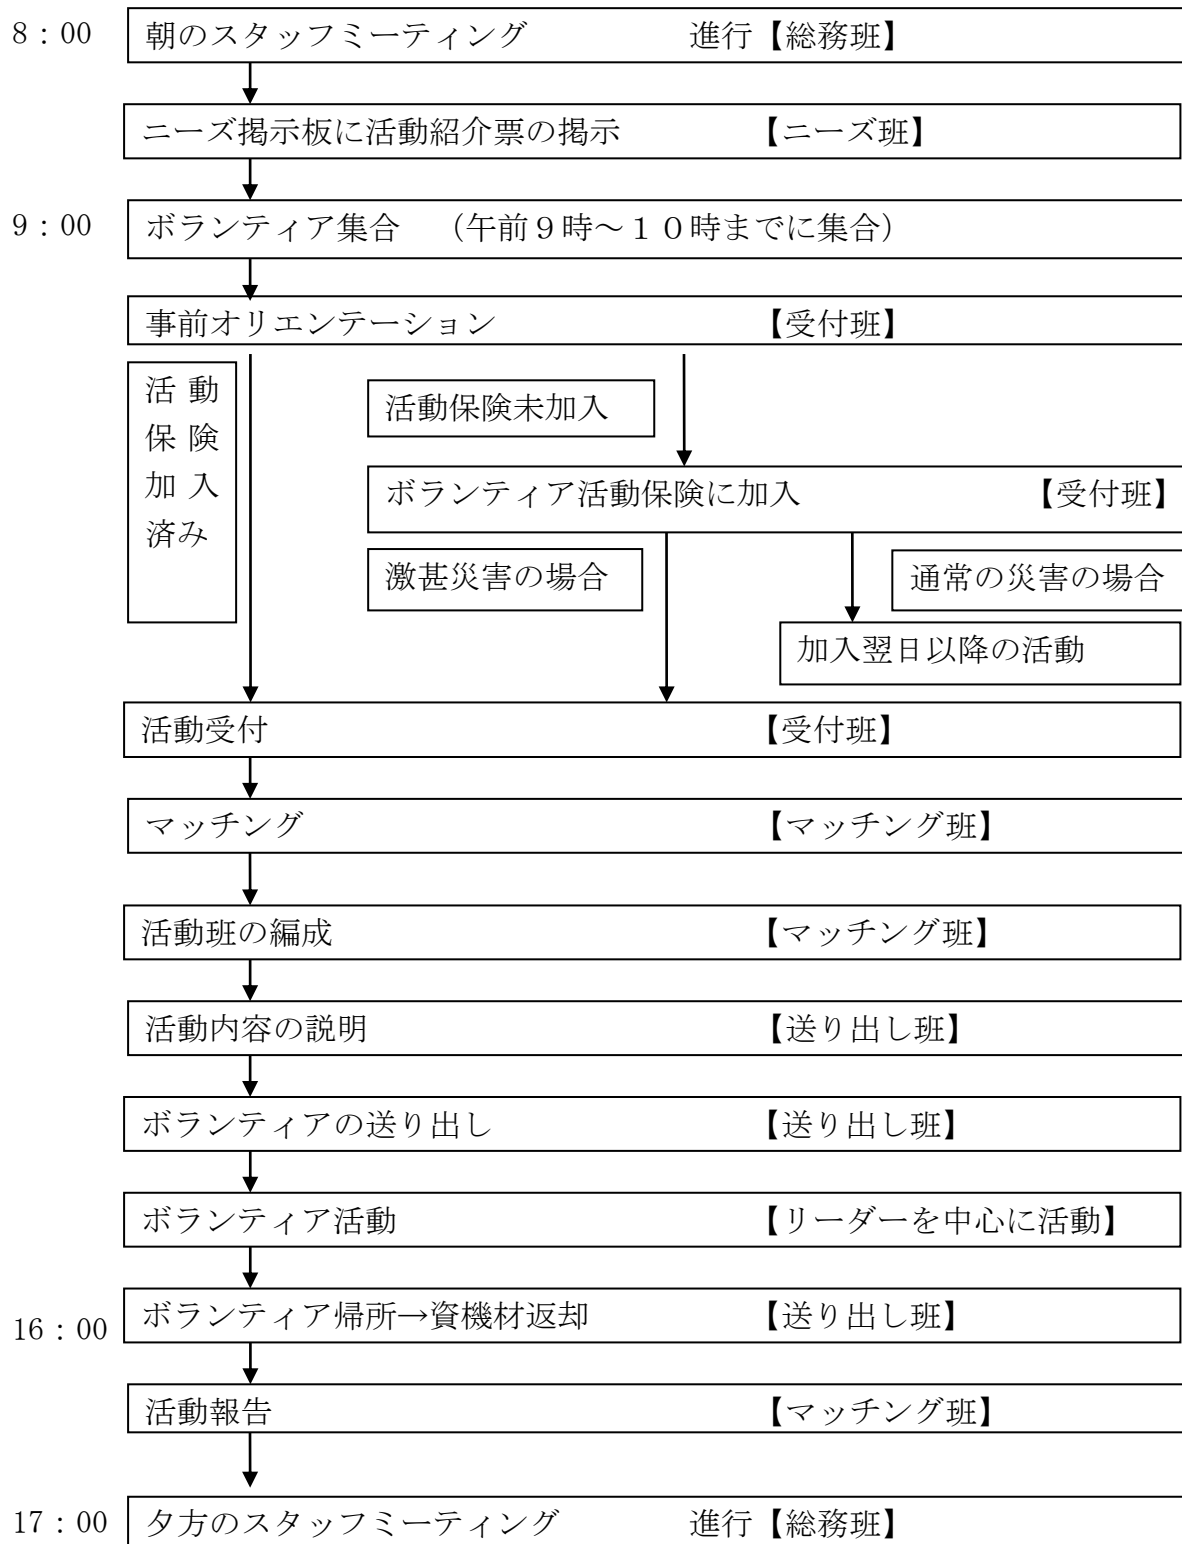 8：00 朝のスタッフミーティング 進行【総務班】
ニーズ掲示板に活動紹介票の掲示 【ニーズ班】
9：00 ボランティア集合 （午前９時～１０時までに集合）
事前オリエンテーション 【受付班】
活動
保険
加入
済み
活動保険未加入
ボランティア活動保険に加入 【受付班】
激甚災害の場合
通常の災害の場合
加入翌日以降の活動
活動受付 【受付班】
マッチング 【マッチング班】
活動班の編成 【マッチング班】
活動内容の説明 【送り出し班】
ボランティアの送り出し 【送り出し班】
ボランティア活動 【リーダーを中心に活動】
16：00 ボランティア帰所→資機材返却 【送り出し班】
活動報告 【マッチング班】
17：00 夕方のスタッフミーティング 進行【総務班】